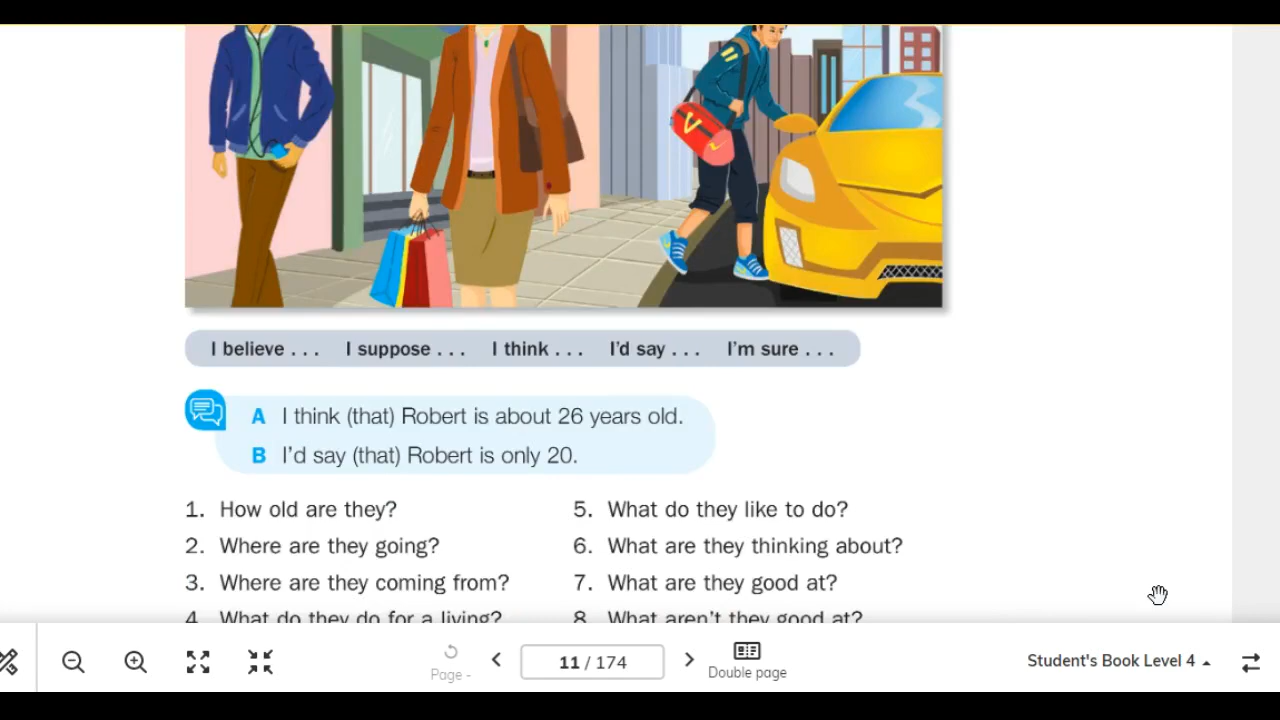 I believe . . . I suppose . . . I think . . . I'd say . . . I'm sure . . .
A I think (that) Robert is about 26 years old.
B I'd say (that) Robert is only 20.
1. How old are they?
2. Where are they going?
3. Where are they coming from?
4. What do they do for a living?
5. What do they like to do?
6. What are they thinking about?
7. What are they good at?
8. What aren't they good at?
Page -
11 / 174
Double page
Student's Book Level 4